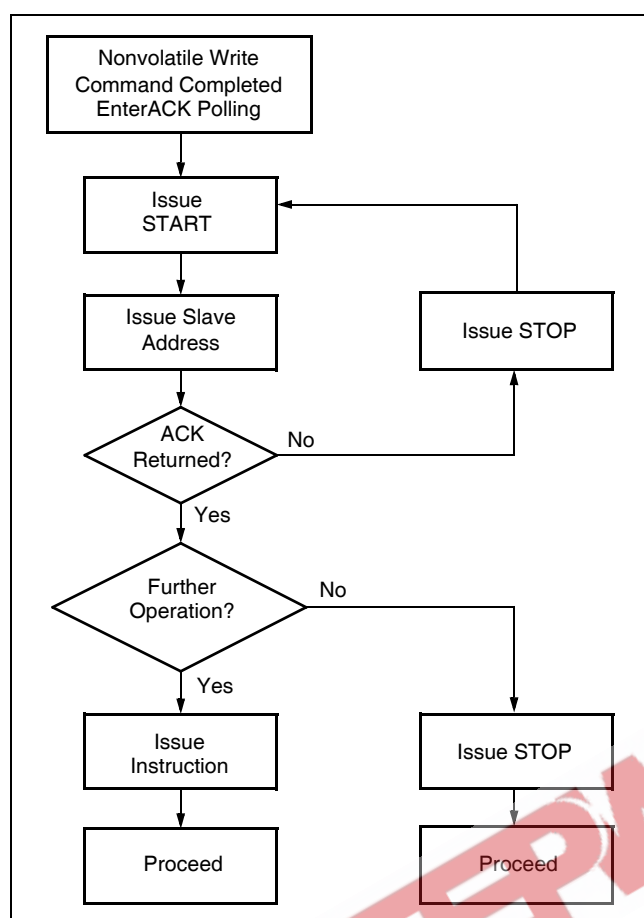 Nonvolatile Write
Command Completed
EnterACK Polling
Issue
START
Issue Slave
Address
Issue STOP
ACK
Returned?
No
Yes
Further
Operation?
No
Yes
Issue
Instruction
Issue STOP
Proceed
Proceed